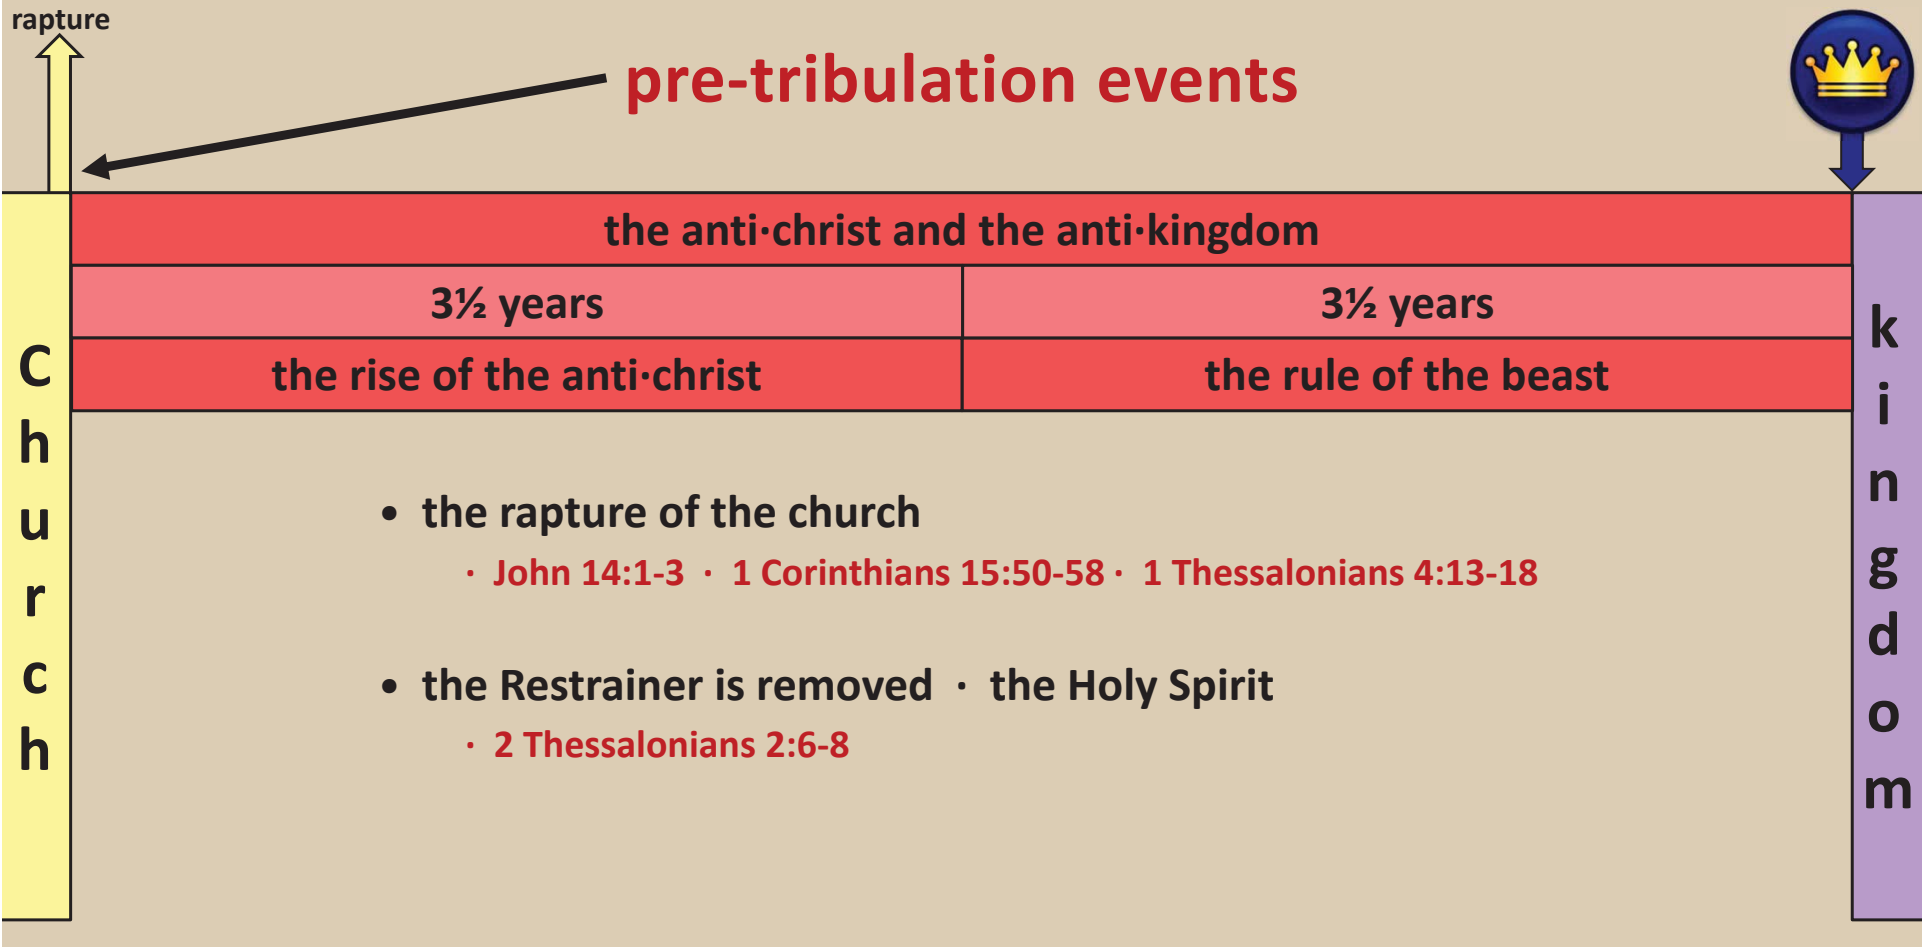 rapture
pre-tribulation events
the anti·christ and the anti·kingdom
3½ years
3½ years
the rise of the anti·christ
the rule of the beast
Church
kingdom
• the rapture of the church
· John 14:1-3 · 1 Corinthians 15:50-58 · 1 Thessalonians 4:13-18
• the Restrainer is removed · the Holy Spirit
· 2 Thessalonians 2:6-8